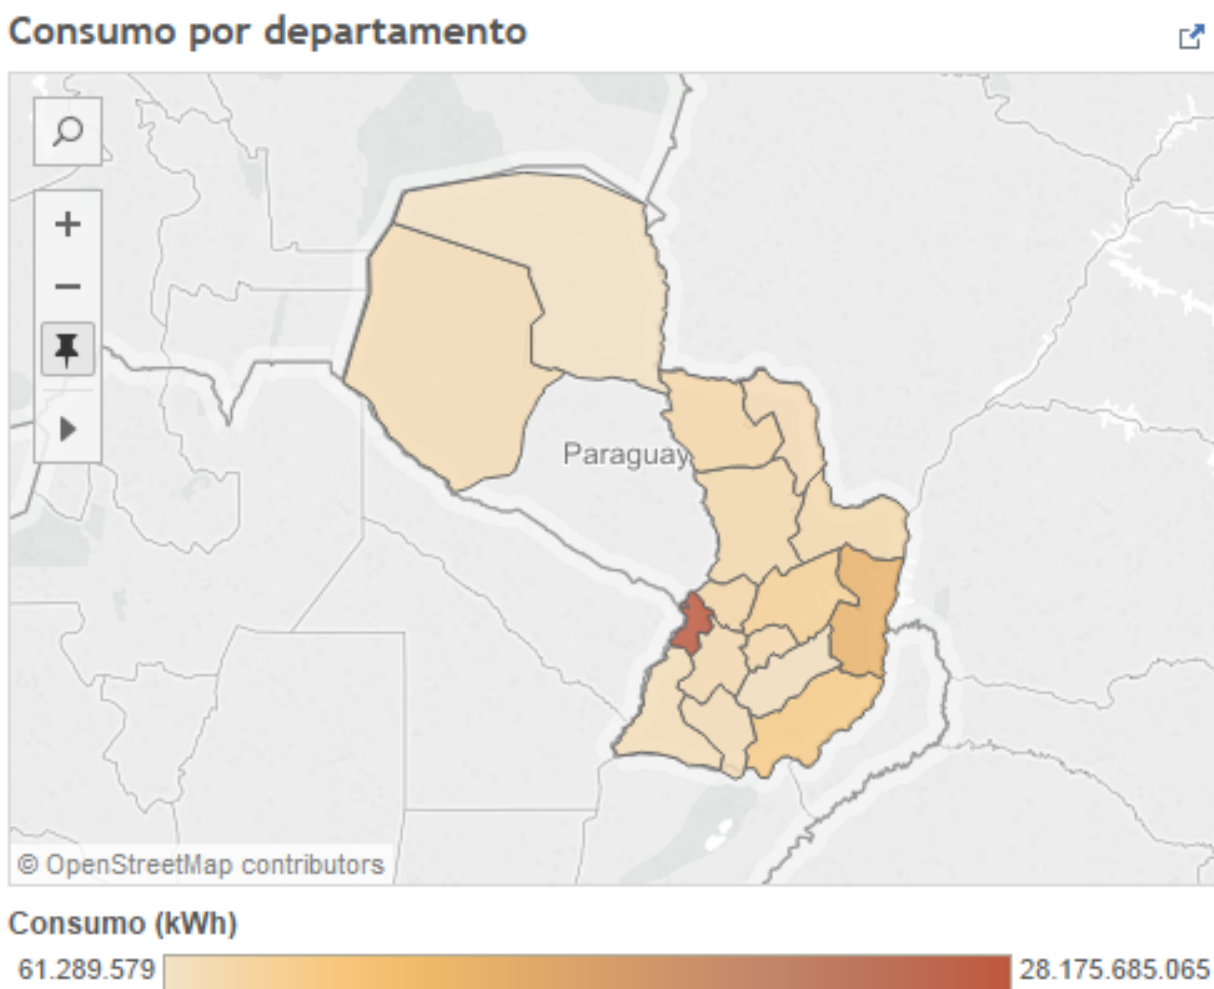 Consumo por departamento
Paraguay
© OpenStreetMap contributors
Consumo (kWh)
61.289.579
28.175.685.065